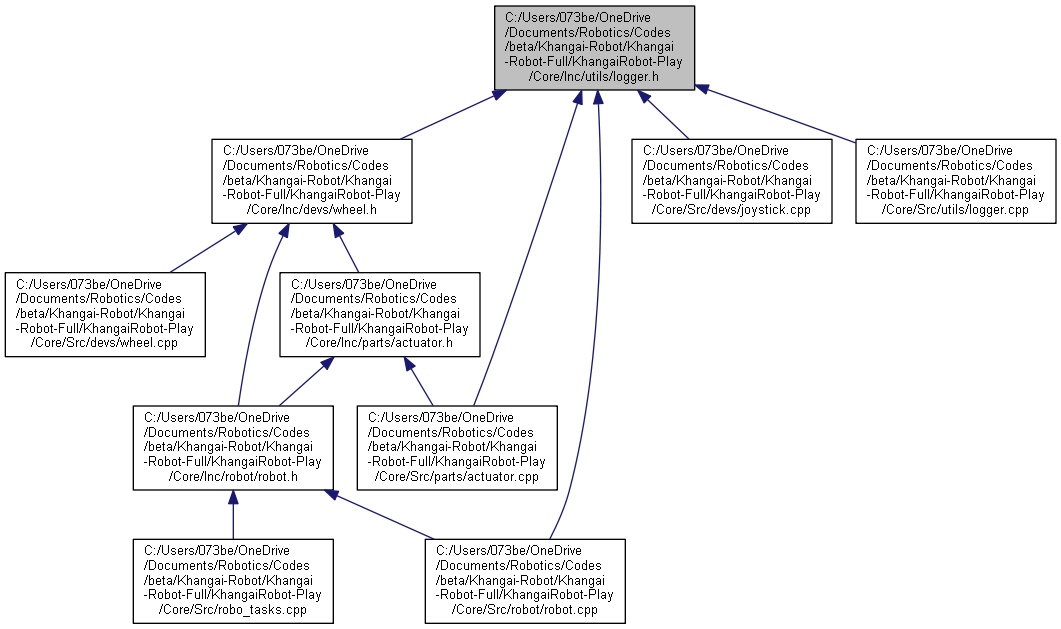 C:/Users/073be/OneDrive
/Documents/Robotics/Codes
/beta/Khangai-Robot/Khangai
-Robot-Full/KhangaiRobot-Play
/Core/Inc/utils/logger.h
C:/Users/073be/OneDrive
/Documents/Robotics/Codes
/beta/Khangai-Robot/Khangai
-Robot-Full/KhangaiRobot-Play
/Core/Inc/devs/wheel.h
C:/Users/073be/OneDrive
/Documents/Robotics/Codes
/beta/Khangai-Robot/Khangai
-Robot-Full/KhangaiRobot-Play
/Core/Src/devs/joystick.cpp
C:/Users/073be/OneDrive
/Documents/Robotics/Codes
/beta/Khangai-Robot/Khangai
-Robot-Full/KhangaiRobot-Play
/Core/Src/utils/logger.cpp
C:/Users/073be/OneDrive
/Documents/Robotics/Codes
/beta/Khangai-Robot/Khangai
-Robot-Full/KhangaiRobot-Play
/Core/Src/devs/wheel.cpp
C:/Users/073be/OneDrive
/Documents/Robotics/Codes
/beta/Khangai-Robot/Khangai
-Robot-Full/KhangaiRobot-Play
/Core/Inc/parts/actuator.h
C:/Users/073be/OneDrive
/Documents/Robotics/Codes
/beta/Khangai-Robot/Khangai
-Robot-Full/KhangaiRobot-Play
/Core/Inc/robot/robot.h
C:/Users/073be/OneDrive
/Documents/Robotics/Codes
/beta/Khangai-Robot/Khangai
-Robot-Full/KhangaiRobot-Play
/Core/Src/parts/actuator.cpp
C:/Users/073be/OneDrive
/Documents/Robotics/Codes
/beta/Khangai-Robot/Khangai
-Robot-Full/KhangaiRobot-Play
/Core/Src/robo_tasks.cpp
C:/Users/073be/OneDrive
/Documents/Robotics/Codes
/beta/Khangai-Robot/Khangai
-Robot-Full/KhangaiRobot-Play
/Core/Src/robot/robot.cpp